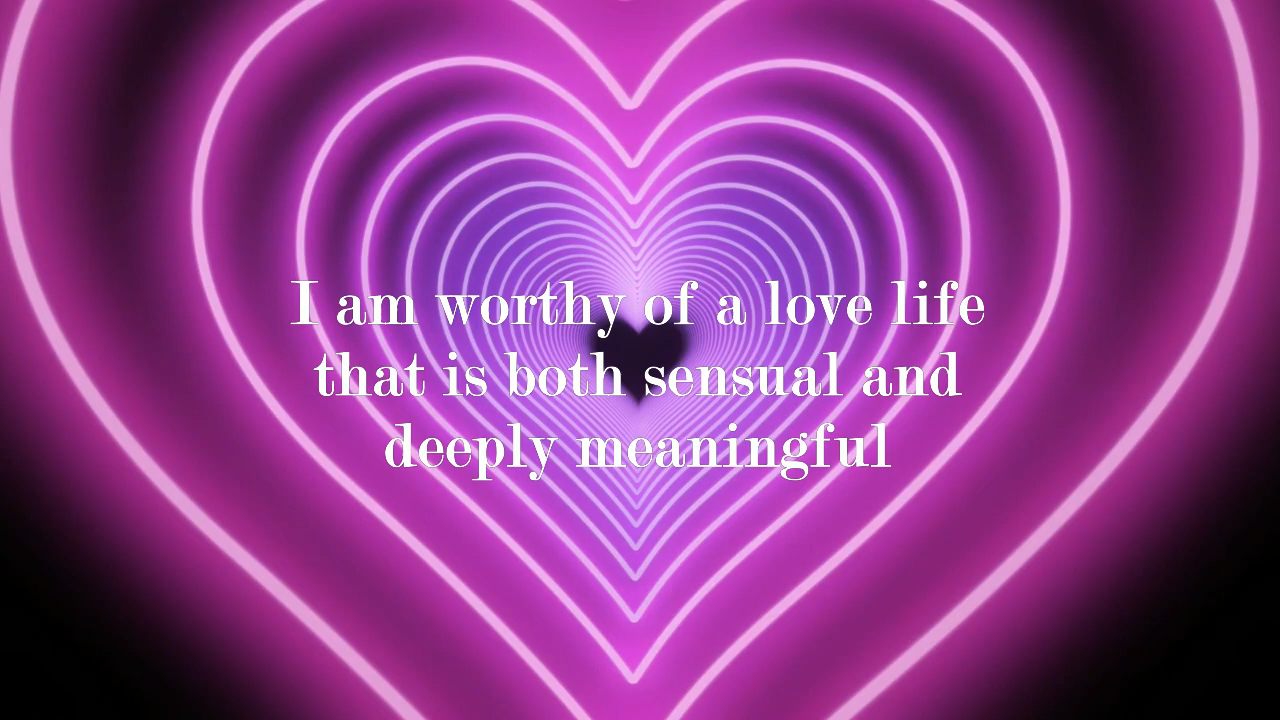 I am worthy of a love life
that is both sensual and
deeply meaningful